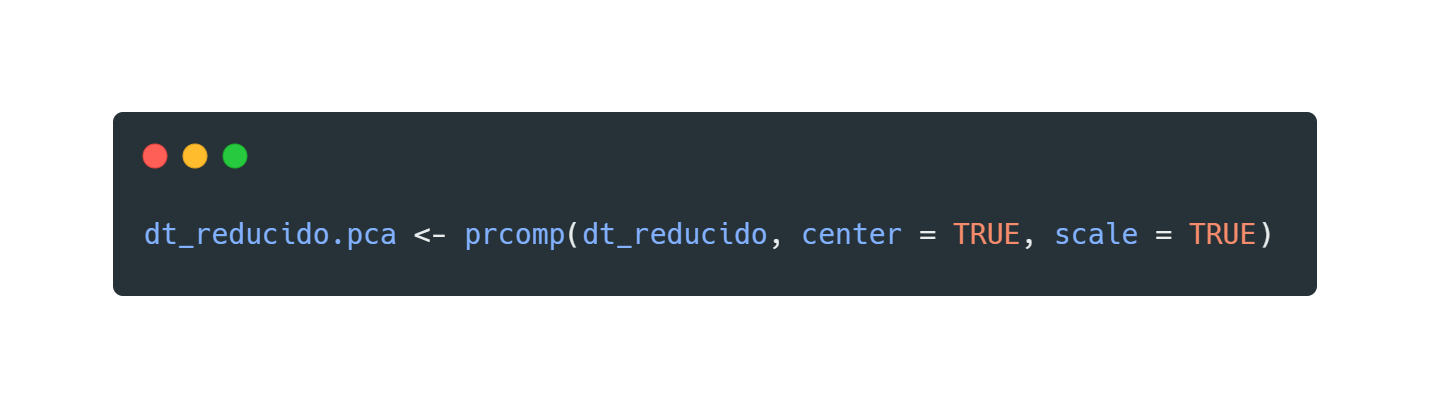 dt_reducido.pca <- prcomp(dt_reducido, center = TRUE, scale = TRUE)